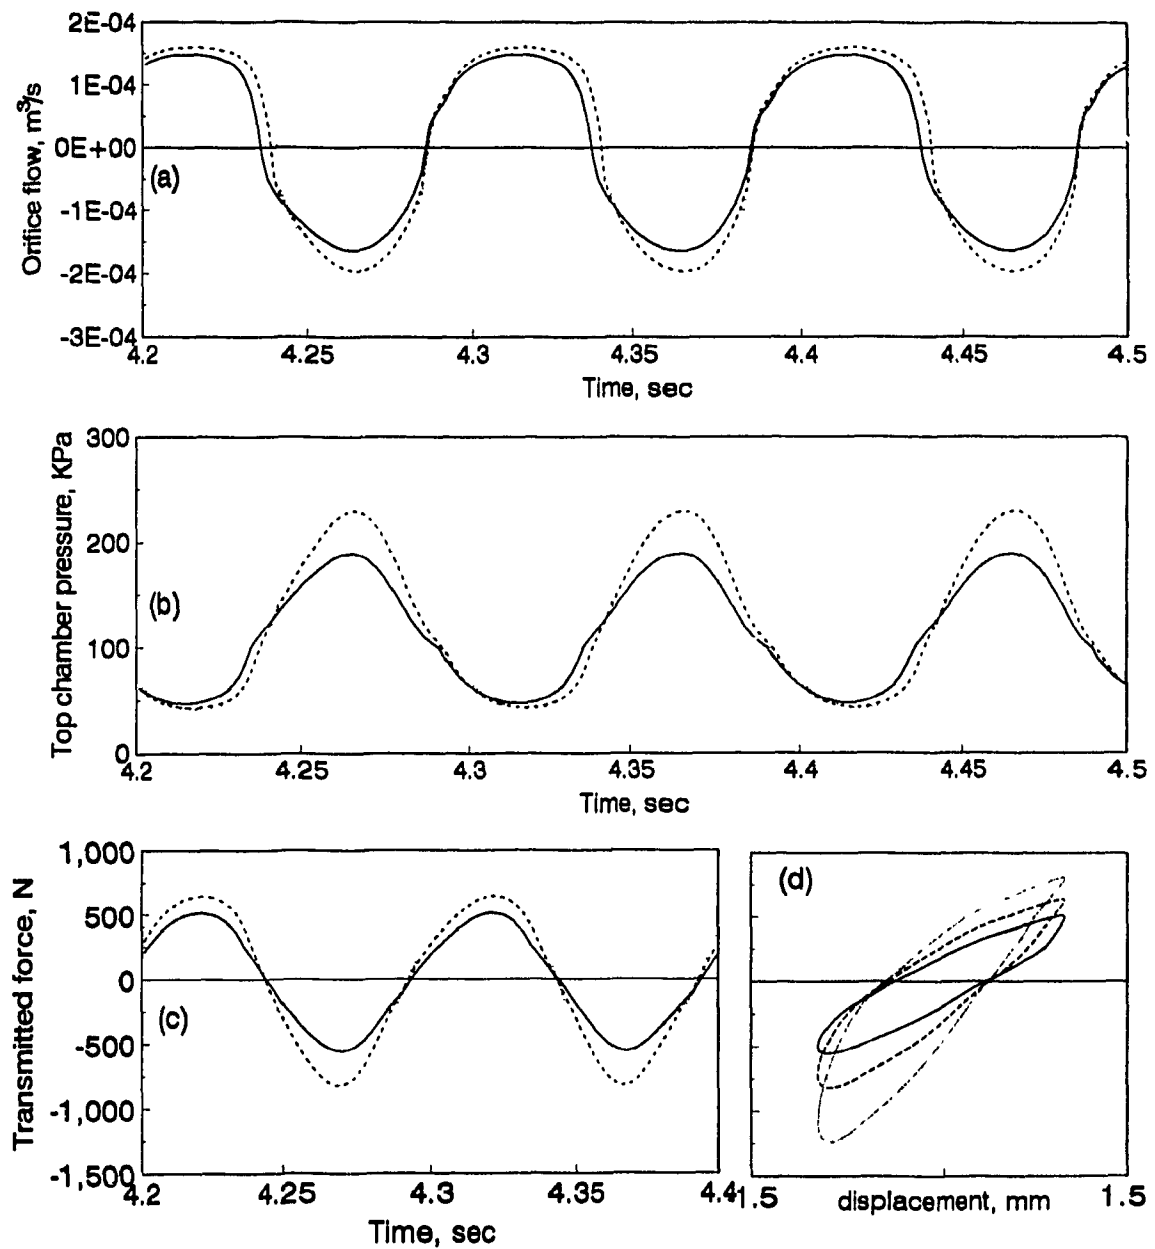 2E-04
1E-04
0E+00
-1E-04
-2E-04
-3E-04
Orifice flow, m³/s
(a)
4.2 4.25 4.3 4.35 4.4 4.45 4.5
Time, sec
300
200
100
0
Top chamber pressure, KPa
(b)
4.2 4.25 4.3 4.35 4.4 4.45 4.5
Time, sec
1,000
500
0
-500
-1,000
-1,500
Transmitted force, N
(c)
4.2 4.25 4.3 4.35 4.4
Time, sec
(d)
-1.5 1.5
displacement, mm